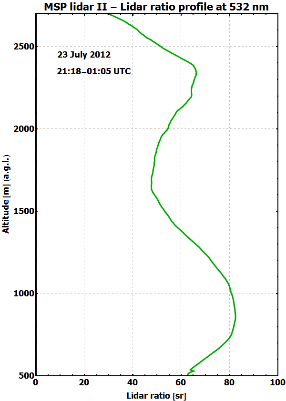 MSP lidar II − Lidar ratio profile at 532 nm
23 July 2012
21:18−01:05 UTC
Altitude |m| (a.g.l.)
2500
2000
1500
1000
500
0 20 40 60 80 100
Lidar ratio [sr]